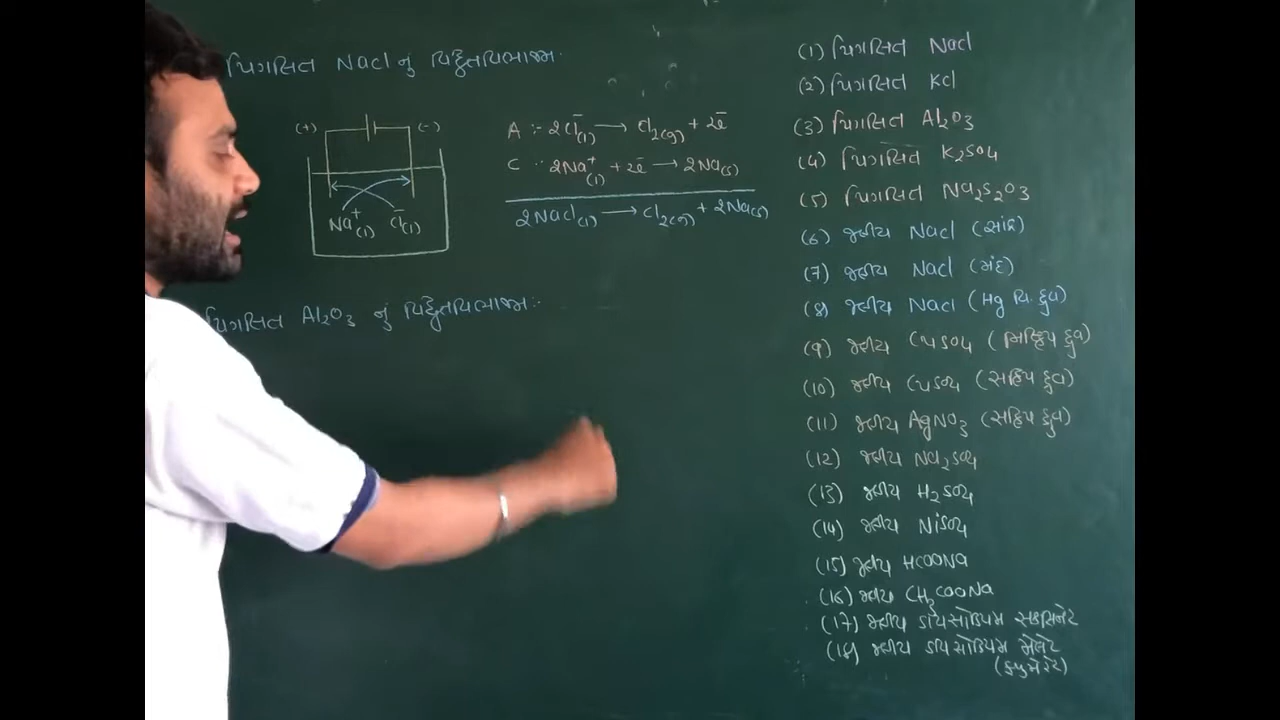 પિગલિત Nacl નું વિદ્યુતવિભાજન :-
(+) (-)
Na⁺(l) Cl⁻(l)
A :- 2Cl⁻(l) → Cl₂(g) + 2e⁻
C :- 2Na⁺(l) + 2e⁻ → 2Na(s)
2Nacl(l) → Cl₂(g) + 2Na(s)
પિગલિત Al₂O₃ નું વિદ્યુતવિભાજન :-
(1) પિગલિત Nacl
(2) પિગલિત Kcl
(3) પિગલિત Al₂O₃
(4) પિગલિત K₂SO₄
(5) પિગલિત Na₂S₂O₃
(6) જલીય Nacl (સાંદ્ર)
(7) જલીય Nacl (મંદ)
(8) જલીય Nacl (Hg વિ. ધ્રુવ)
(9) જલીય CuSO₄ (નિષ્ક્રિય ધ્રુવ)
(10) જલીય CuSO₄ (સક્રિય ધ્રુવ)
(11) જલીય AgNO₃ (સક્રિય ધ્રુવ)
(12) જલીય Na₂SO₄
(13) જલીય H₂SO₄
(14) જલીય NiSO₄
(15) જલીય HCOONa
(16) જલીય CH₃COONa
(17) જલીય ડાયસોડિયમ સક્સિનેટ
(18) જલીય ડાયસોડિયમ મેલેટ
(ફ્યુમેરેટ)